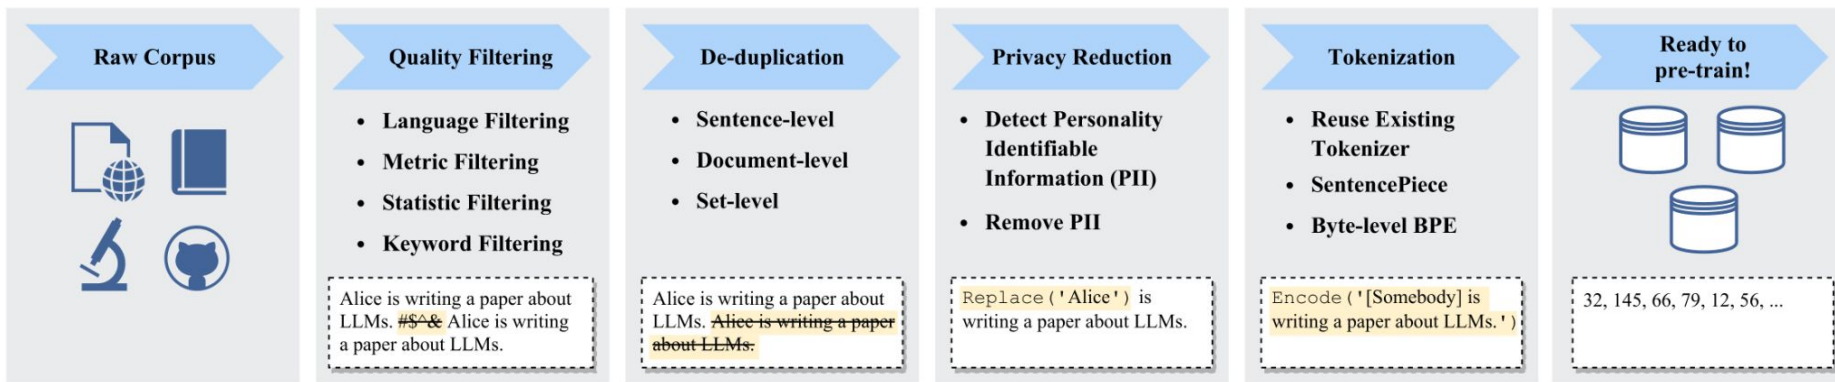 Raw Corpus
Quality Filtering
• Language Filtering
• Metric Filtering
• Statistic Filtering
• Keyword Filtering
Alice is writing a paper about
LLMs. #$^& Alice is writing
a paper about LLMs.
De-duplication
• Sentence-level
• Document-level
• Set-level
Alice is writing a paper about
LLMs. Alice is writing a paper
about LLMs.
Privacy Reduction
• Detect Personality
Identifiable
Information (PII)
• Remove PII
Replace('Alice') is
writing a paper about LLMs.
Tokenization
• Reuse Existing
Tokenizer
• SentencePiece
• Byte-level BPE
Encode('[Somebody] is
writing a paper about LLMs.')
Ready to
pre-train!
32, 145, 66, 79, 12, 56, ...